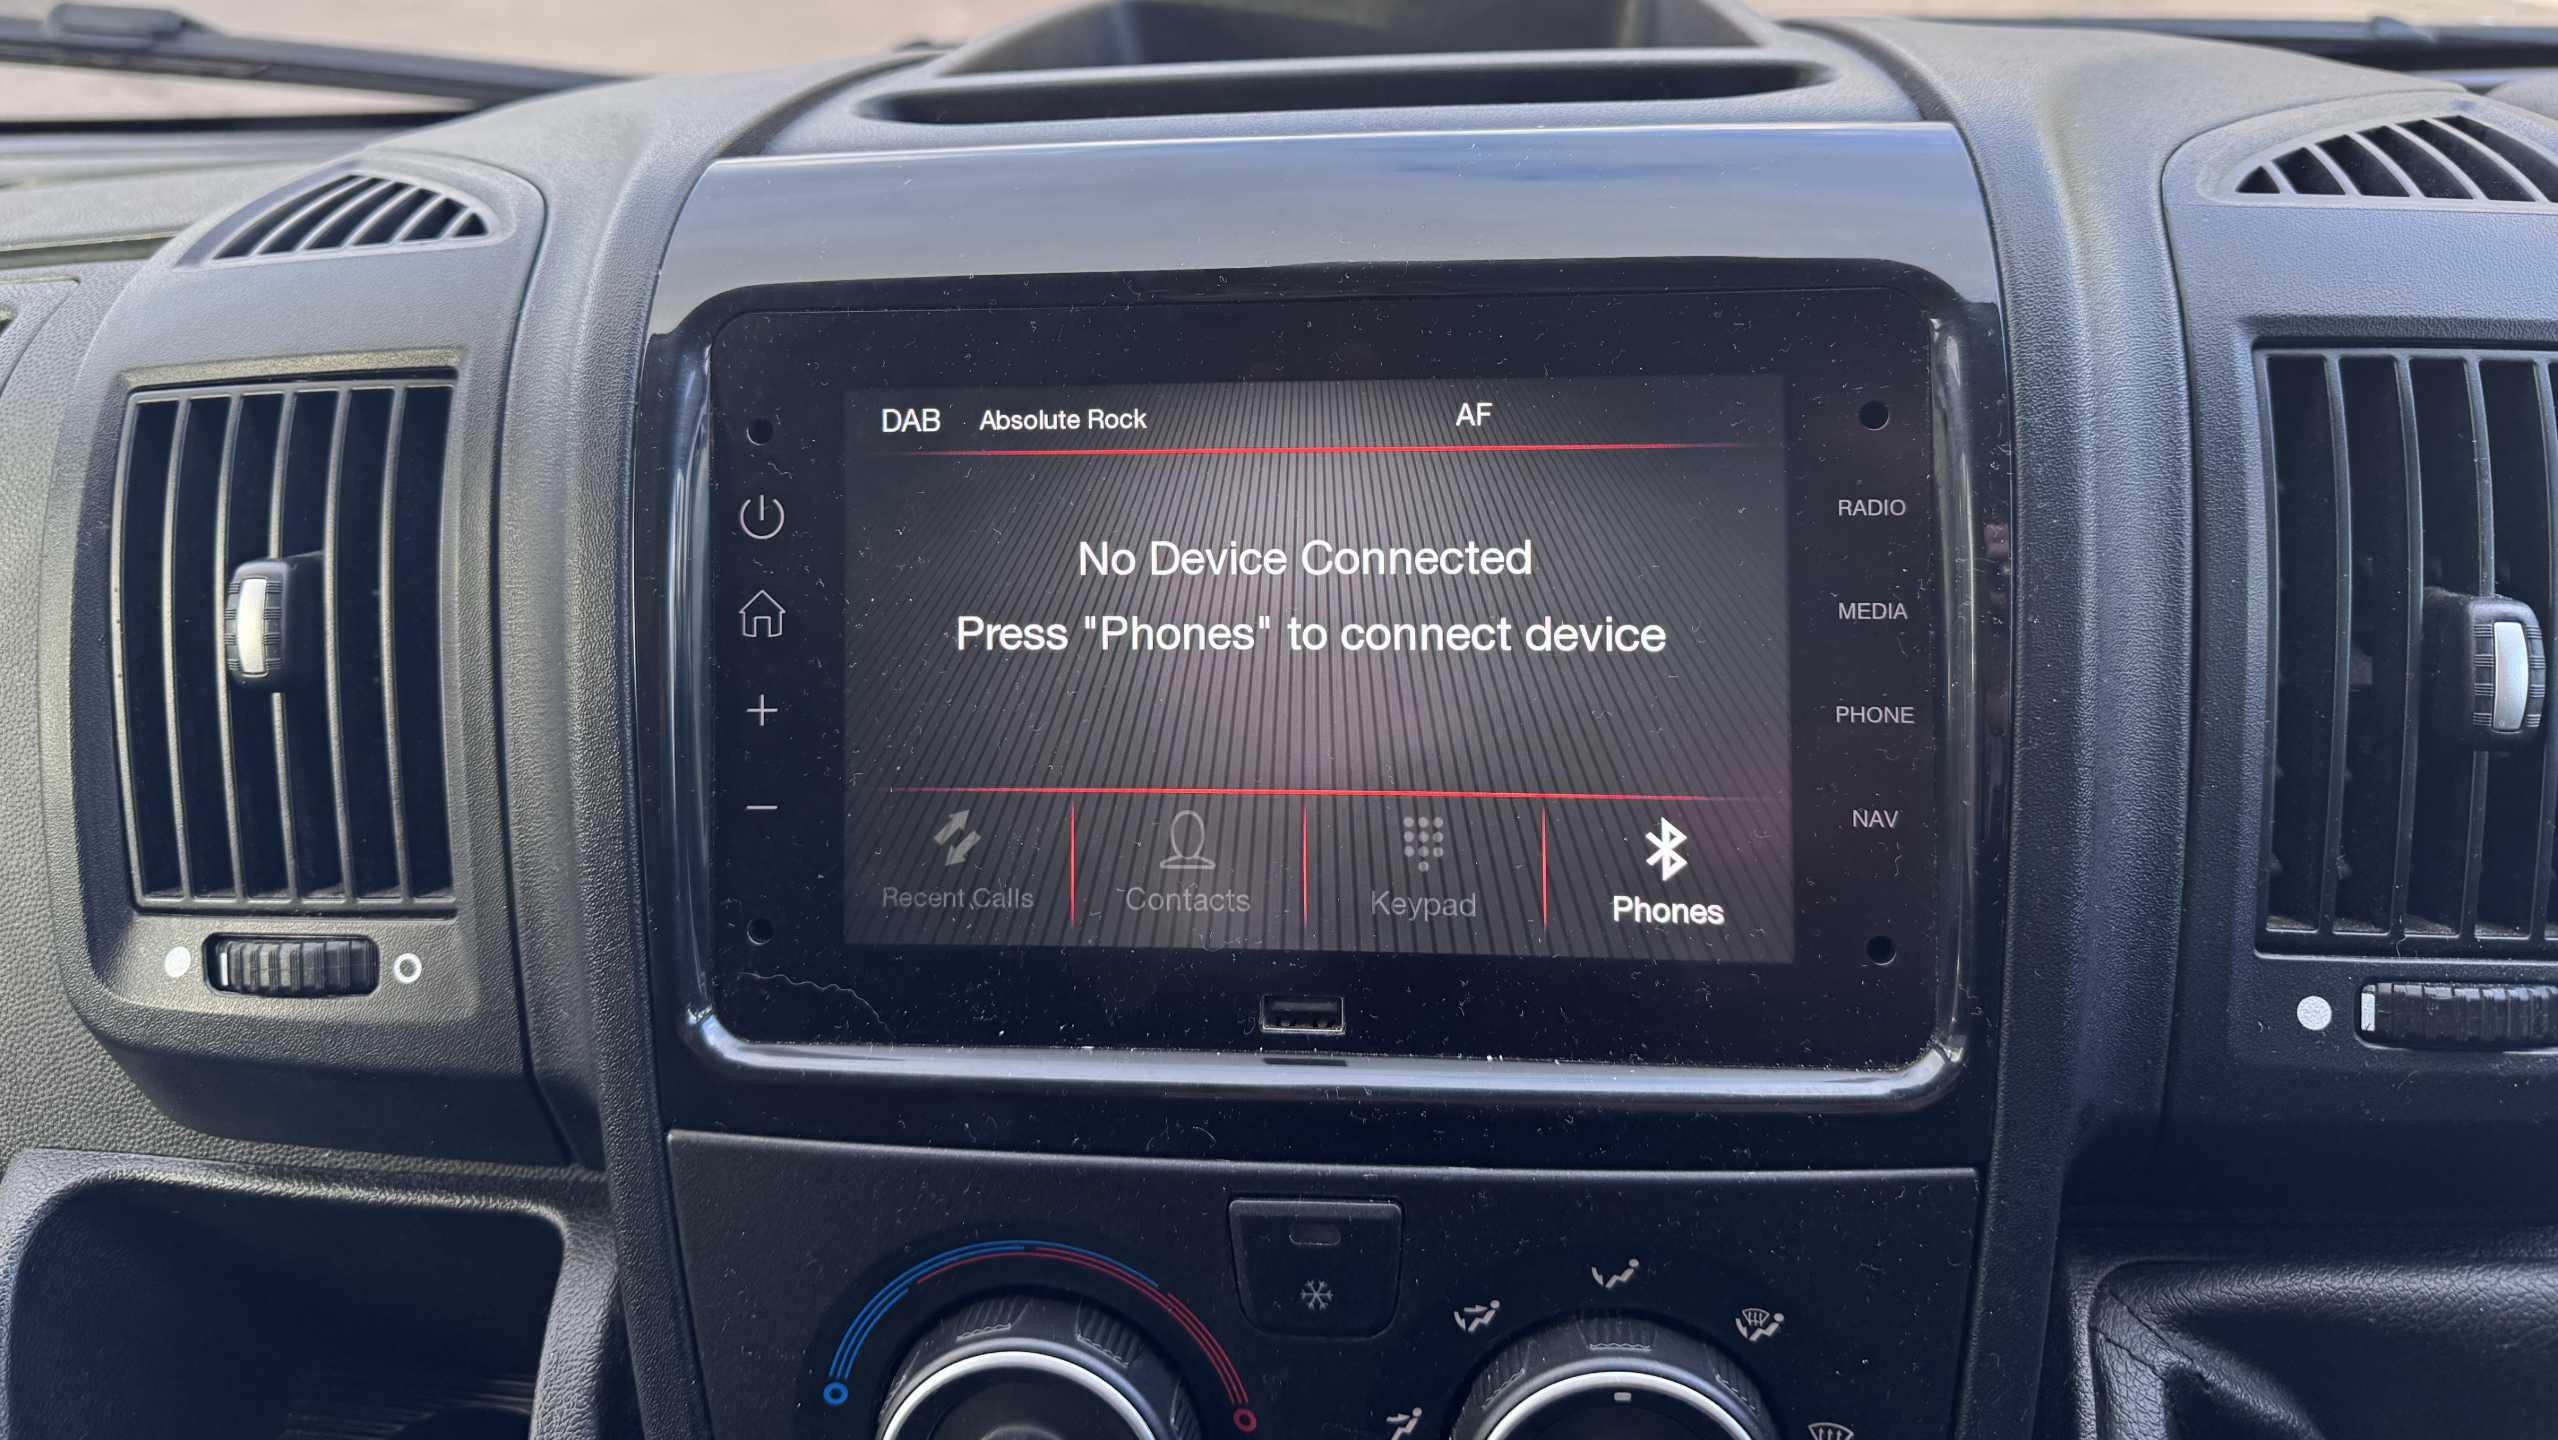 DAB Absolute Rock AF
No Device Connected
Press "Phones" to connect device
Recent Calls Contacts Keypad Phones
RADIO
MEDIA
PHONE
NAV